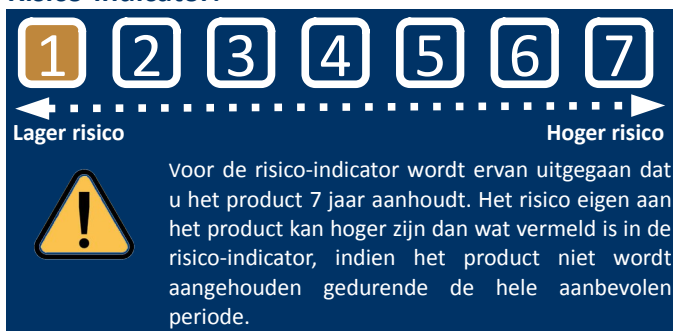 1 2 3 4 5 6 7
Lager risico Hoger risico
!
Voor de risico-indicator wordt ervan uitgegaan dat
u het product 7 jaar aanhoudt. Het risico eigen aan
het product kan hoger zijn dan wat vermeld is in de
risico-indicator, indien het product niet wordt
aangehouden gedurende de hele aanbevolen
periode.